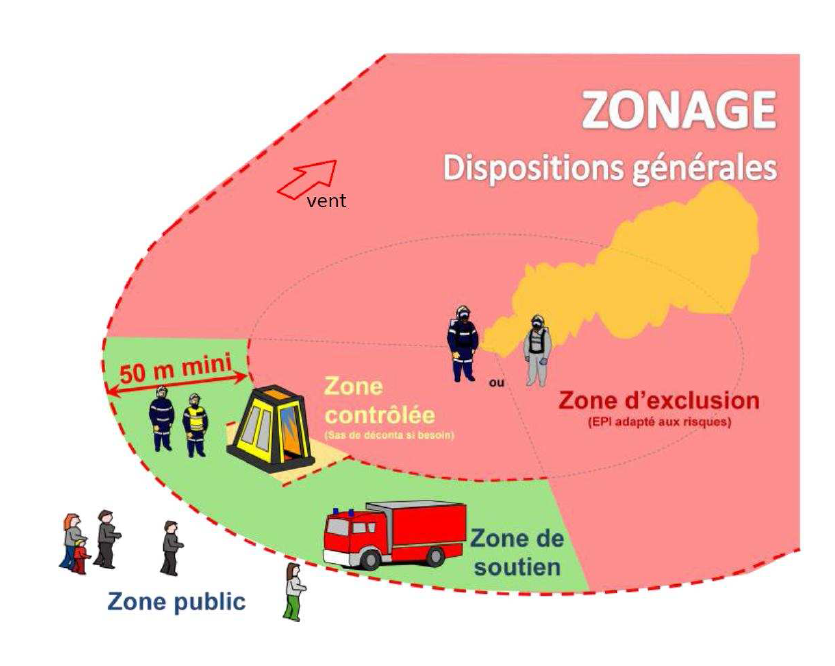 ZONAGE
Dispositions générales
vent
50 m mini
ou
Zone
contrôlée
(Sas de déconta si besoin)
Zone d'exclusion
(EPI adapté aux risques)
Zone de
soutien
Zone public